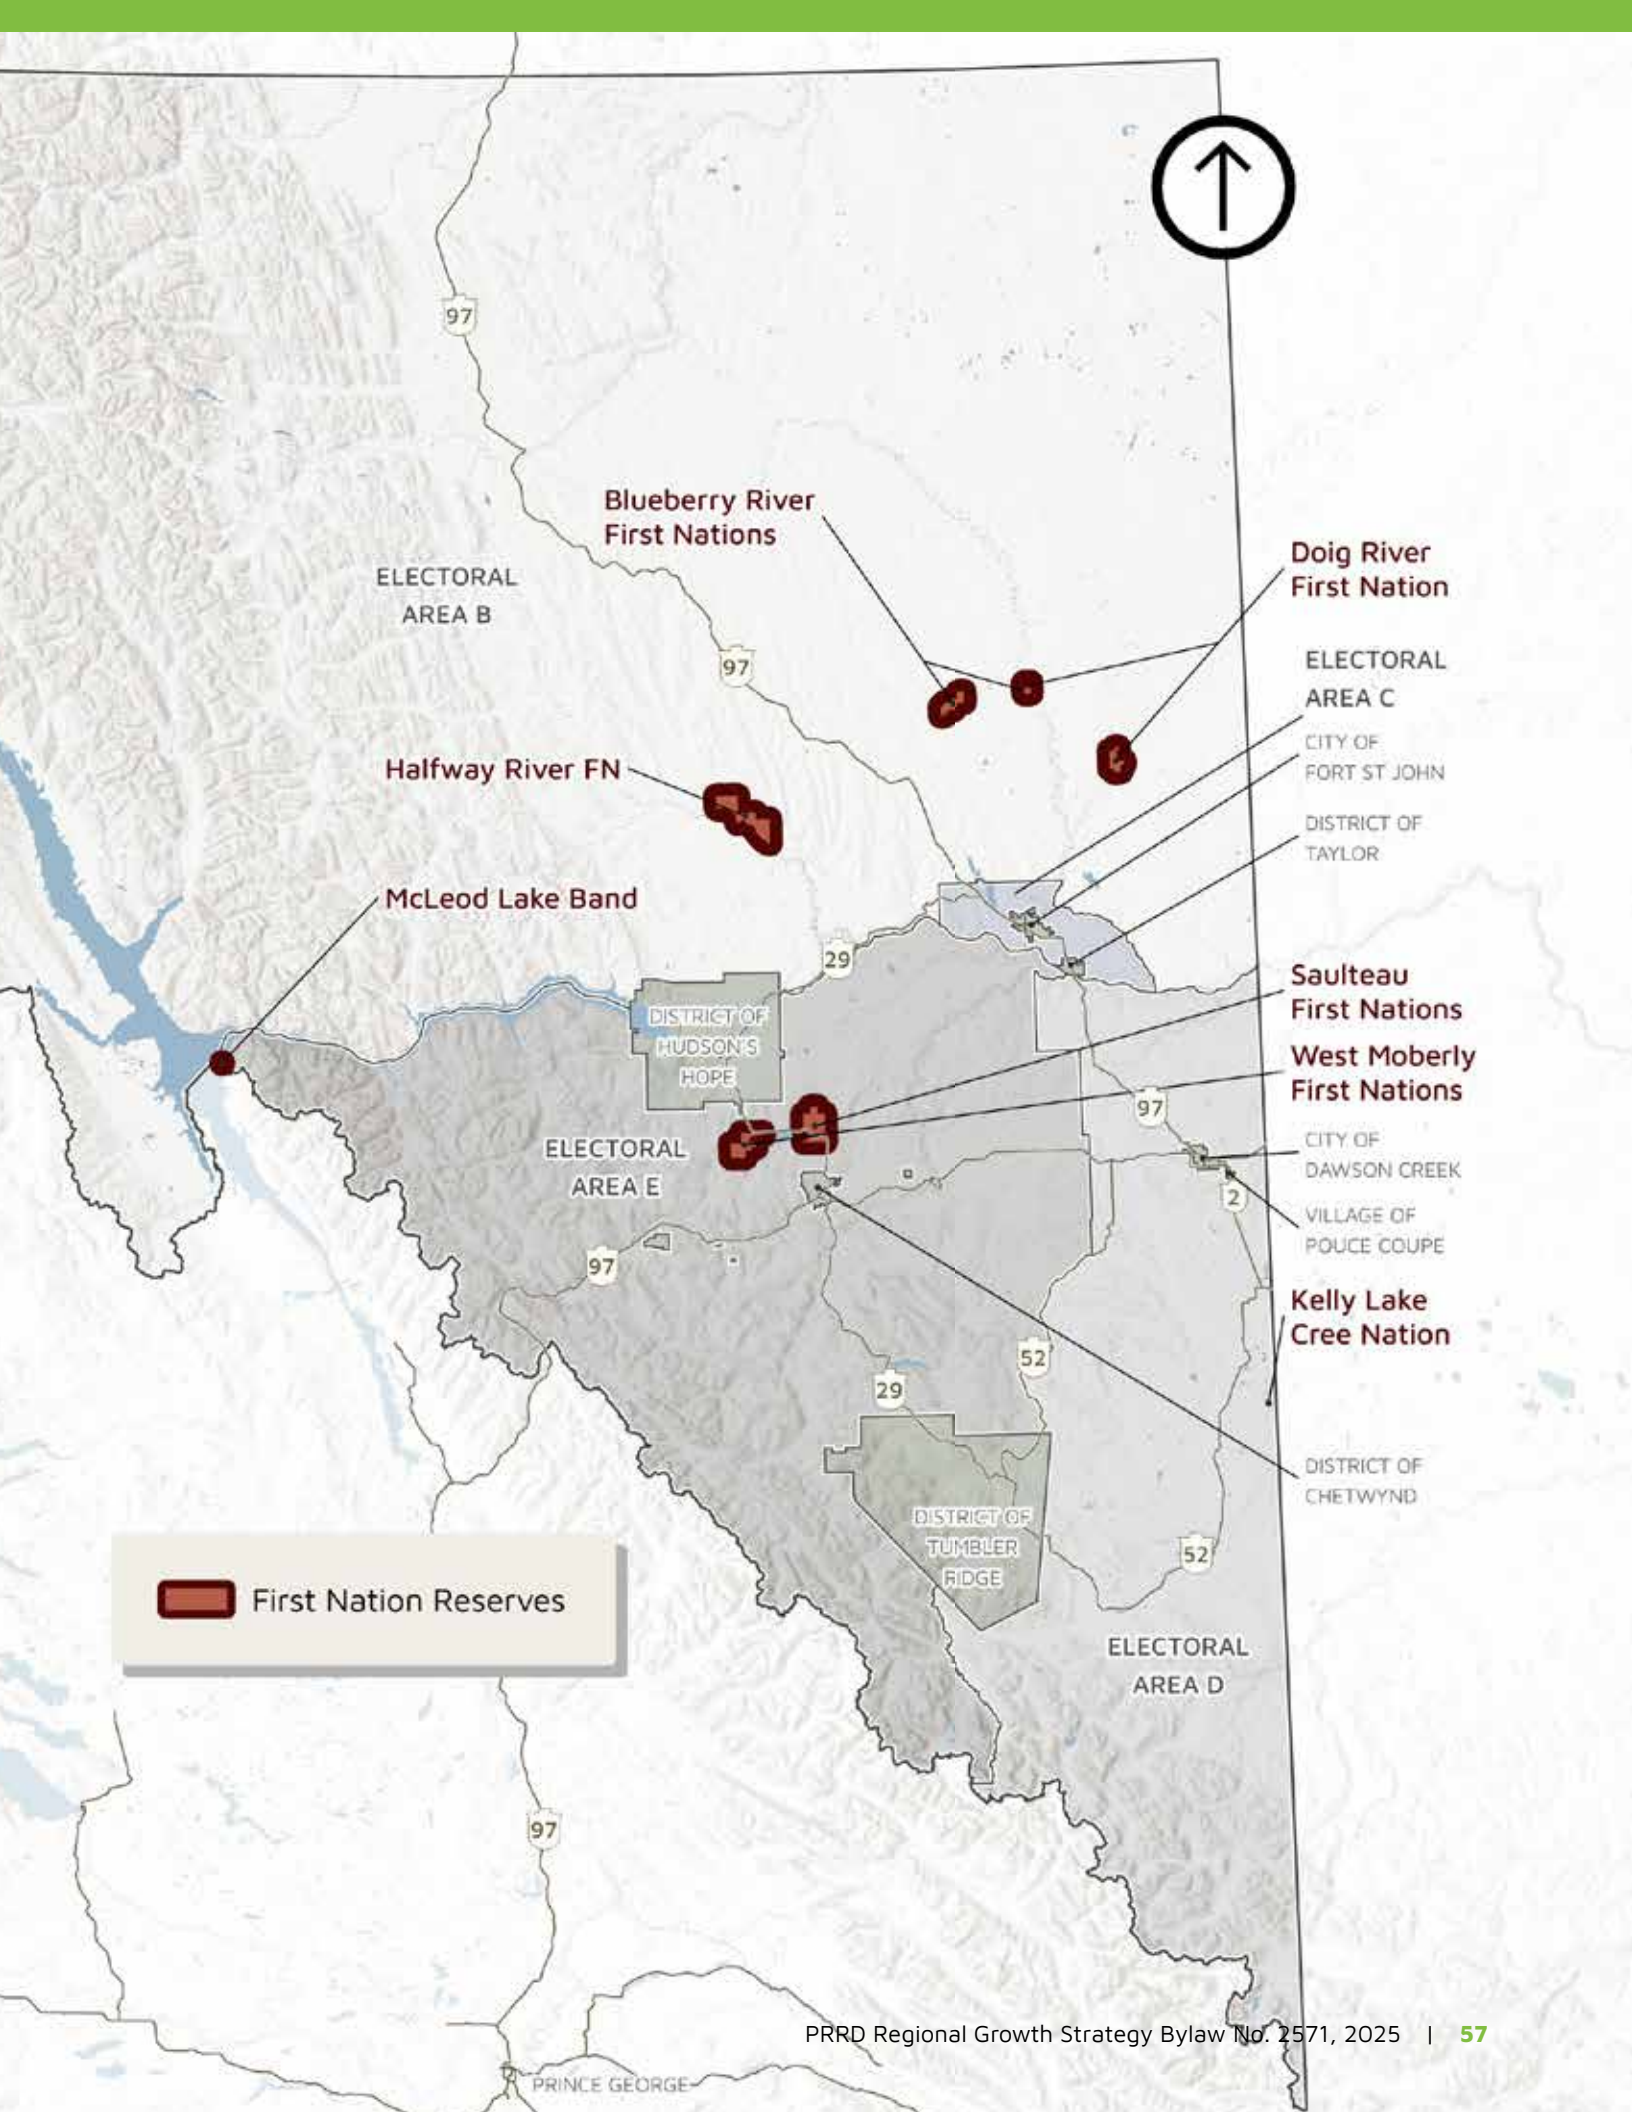 97
Blueberry River
First Nations
Doig River
First Nation
ELECTORAL
AREA B
97
ELECTORAL
AREA C
CITY OF
FORT ST JOHN
Halfway River FN
DISTRICT OF
TAYLOR
McLeod Lake Band
29
Saulteau
First Nations
DISTRICT OF
HUDSON'S
HOPE
West Moberly
First Nations
97
ELECTORAL
AREA E
CITY OF
DAWSON CREEK
2
VILLAGE OF
POUCE COUPE
97
Kelly Lake
Cree Nation
52
29
DISTRICT OF
CHETWYND
DISTRICT OF
TUMBLER
RIDGE
52
First Nation Reserves
ELECTORAL
AREA D
97
PRRD Regional Growth Strategy Bylaw No. 2571, 2025 | 57
PRINCE GEORGE